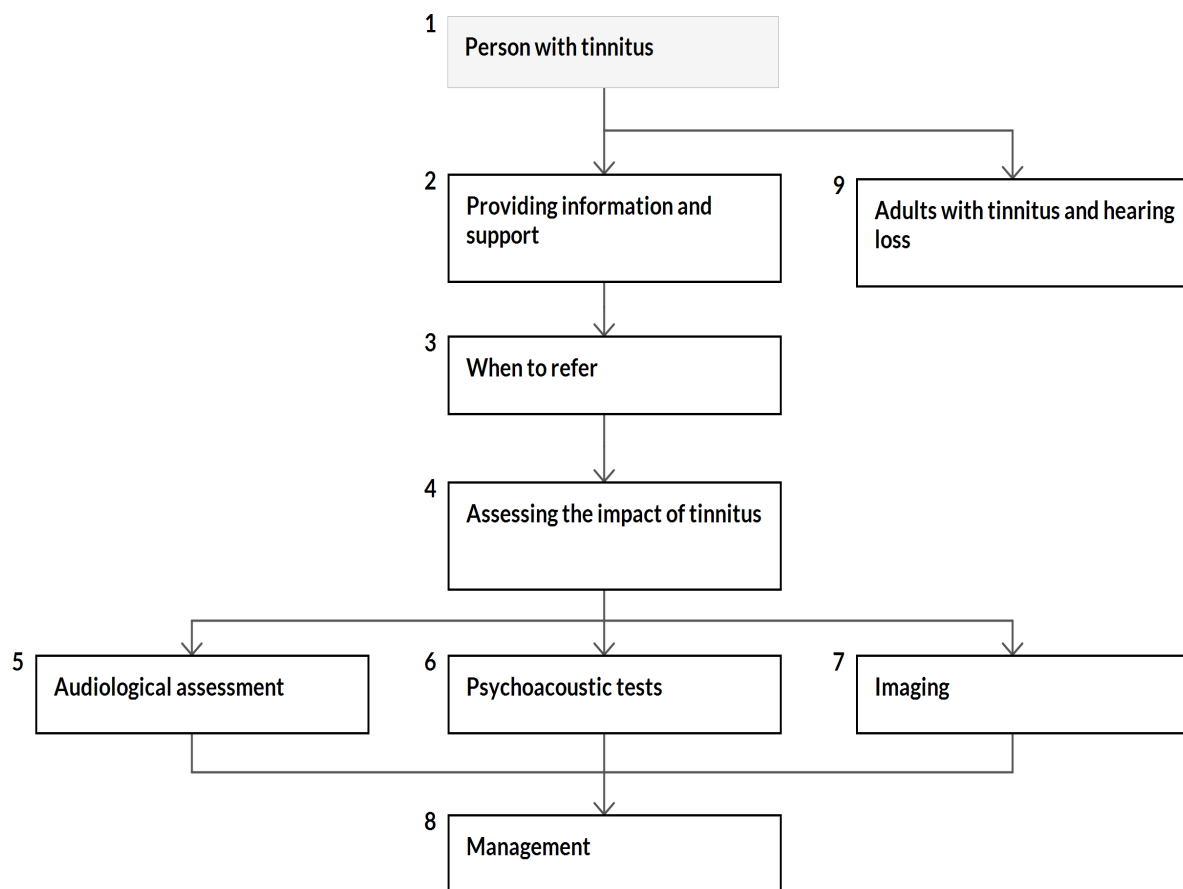 1
Person with tinnitus
2
Providing information and
support
9
Adults with tinnitus and hearing
loss
3
When to refer
4
Assessing the impact of tinnitus
5
Audiological assessment
6
Psychoacoustic tests
7
Imaging
8
Management